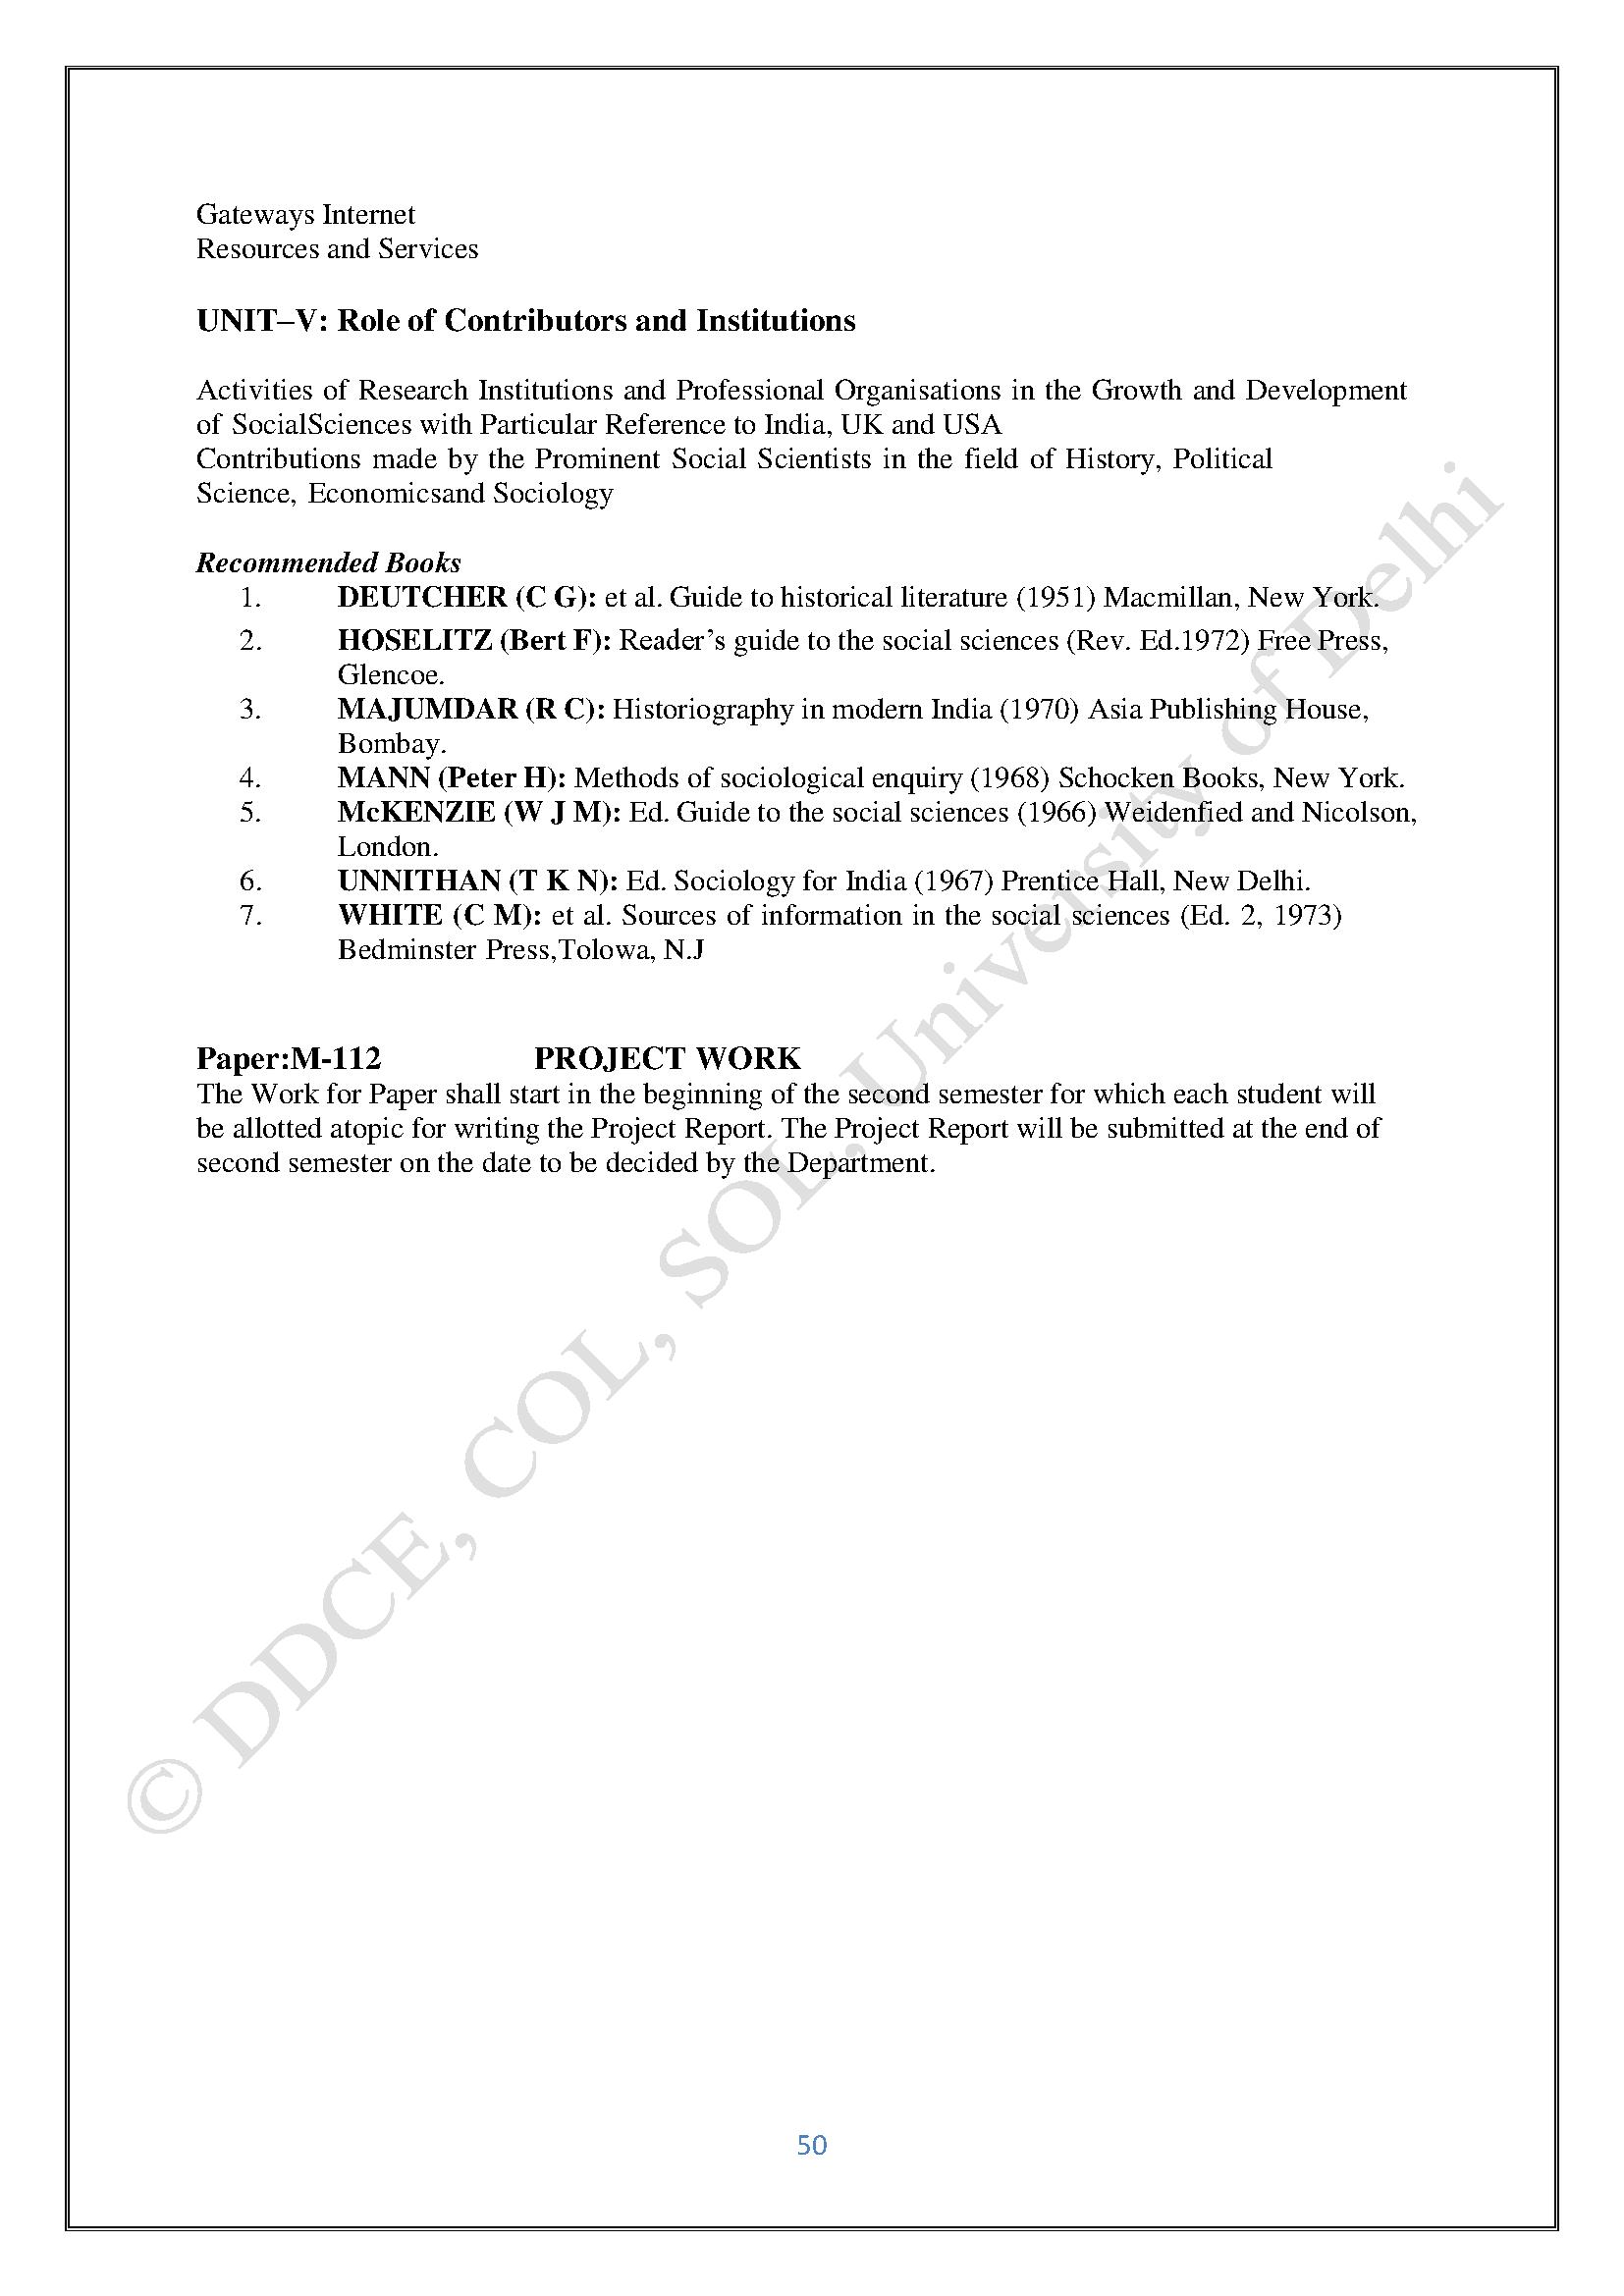 Gateways Internet
Resources and Services
UNIT–V: Role of Contributors and Institutions
Activities of Research Institutions and Professional Organisations in the Growth and Development
of SocialSciences with Particular Reference to India, UK and USA
Contributions made by the Prominent Social Scientists in the field of History, Political
Science, Economicsand Sociology
Recommended Books
1. DEUTCHER (C G): et al. Guide to historical literature (1951) Macmillan, New York.
2. HOSELITZ (Bert F): Reader’s guide to the social sciences (Rev. Ed.1972) Free Press,
Glencoe.
3. MAJUMDAR (R C): Historiography in modern India (1970) Asia Publishing House,
Bombay.
4. MANN (Peter H): Methods of sociological enquiry (1968) Schocken Books, New York.
5. McKENZIE (W J M): Ed. Guide to the social sciences (1966) Weidenfied and Nicolson,
London.
6. UNNITHAN (T K N): Ed. Sociology for India (1967) Prentice Hall, New Delhi.
7. WHITE (C M): et al. Sources of information in the social sciences (Ed. 2, 1973)
Bedminster Press,Tolowa, N.J
Paper:M-112 PROJECT WORK
The Work for Paper shall start in the beginning of the second semester for which each student will
be allotted atopic for writing the Project Report. The Project Report will be submitted at the end of
second semester on the date to be decided by the Department.
© DDCE, COL, SOL. University of Delhi
50